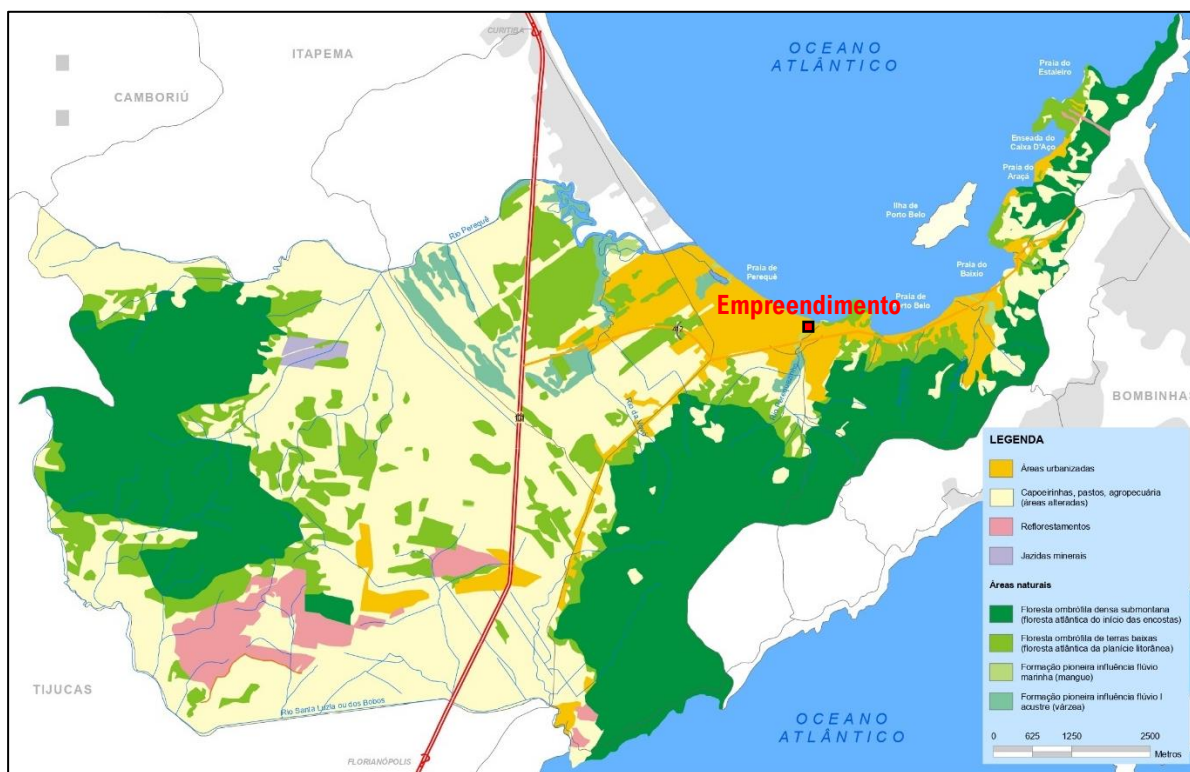 CURITIBA
ITAPEMA
OCEANO
ATLÂNTICO
CAMBORIÚ
Praia do
Estaleiro
Enseada do
Caixa D'Aço
Praia do
Araçá
Ilha de
Porto Belo
Rio Perequê
Praia do
Baixio
Praia de
Perequê
Praia de
Porto Belo
Empreendimento
101
BOMBINHAS
LEGENDA
Áreas urbanizadas
Capoeirinhas, pastos, agropecuária
(áreas alteradas)
Reflorestamentos
Jazidas minerais
Áreas naturais
Floresta ombrófila densa submontana
(floresta atlântica do início das encostas)
Floresta ombrófila de terras baixas
(floresta atlântica da planície litorânea)
Formação pioneira influência flúvio
marinha (mangue)
Formação pioneira influência flúvio l
acustre (várzea)
0 625 1250 2500
Metros
TIJUCAS
Rio Santa Luzia ou dos Bobos
OCEANO
ATLÂNTICO
FLORIANÓPOLIS